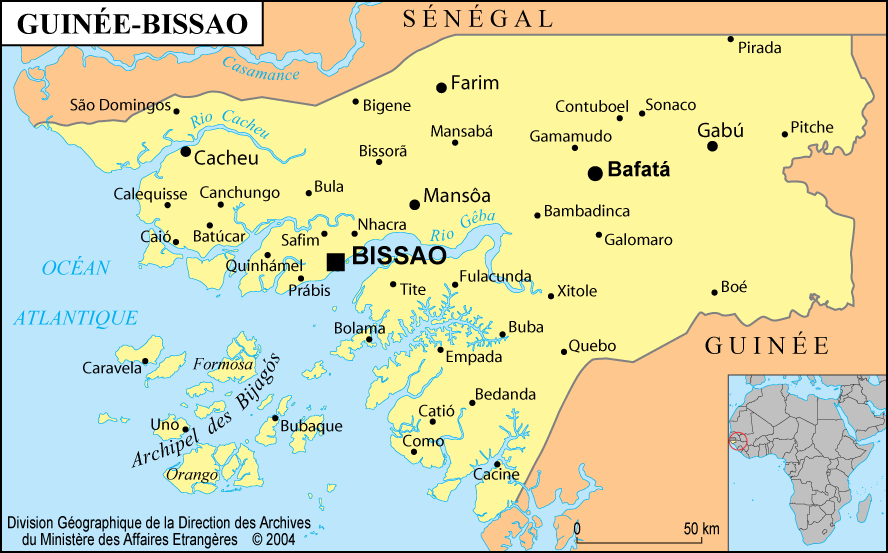 GUINÉE-BISSAO
SÉNÉGAL
Pirada
Casamance
Farim
São Domingos
Bigene
Contuboel
Sonaco
Rio Cacheu
Mansabá
Gamamudo
Gabú
Pitche
Cacheu
Bissorã
Bafatá
Calequisse
Canchungo
Bula
Mansôa
Bambadinca
Caió
Batúcar
Safim
Nhacra
Rio Gêba
Galomaro
BISSAO
Quinhámel
OCÉAN
Prábis
Tite
Fulacunda
Xitole
Boé
ATLANTIQUE
Bolama
Buba
Quebo
GUINÉE
Empada
Caravela
Formosa
Archipel des Bijagòs
Bedanda
Uno
Bubaque
Catió
Como
Orango
Cacine
Division Géographique de la Direction des Archives
du Ministère des Affaires Etrangères © 2004
0
50 km